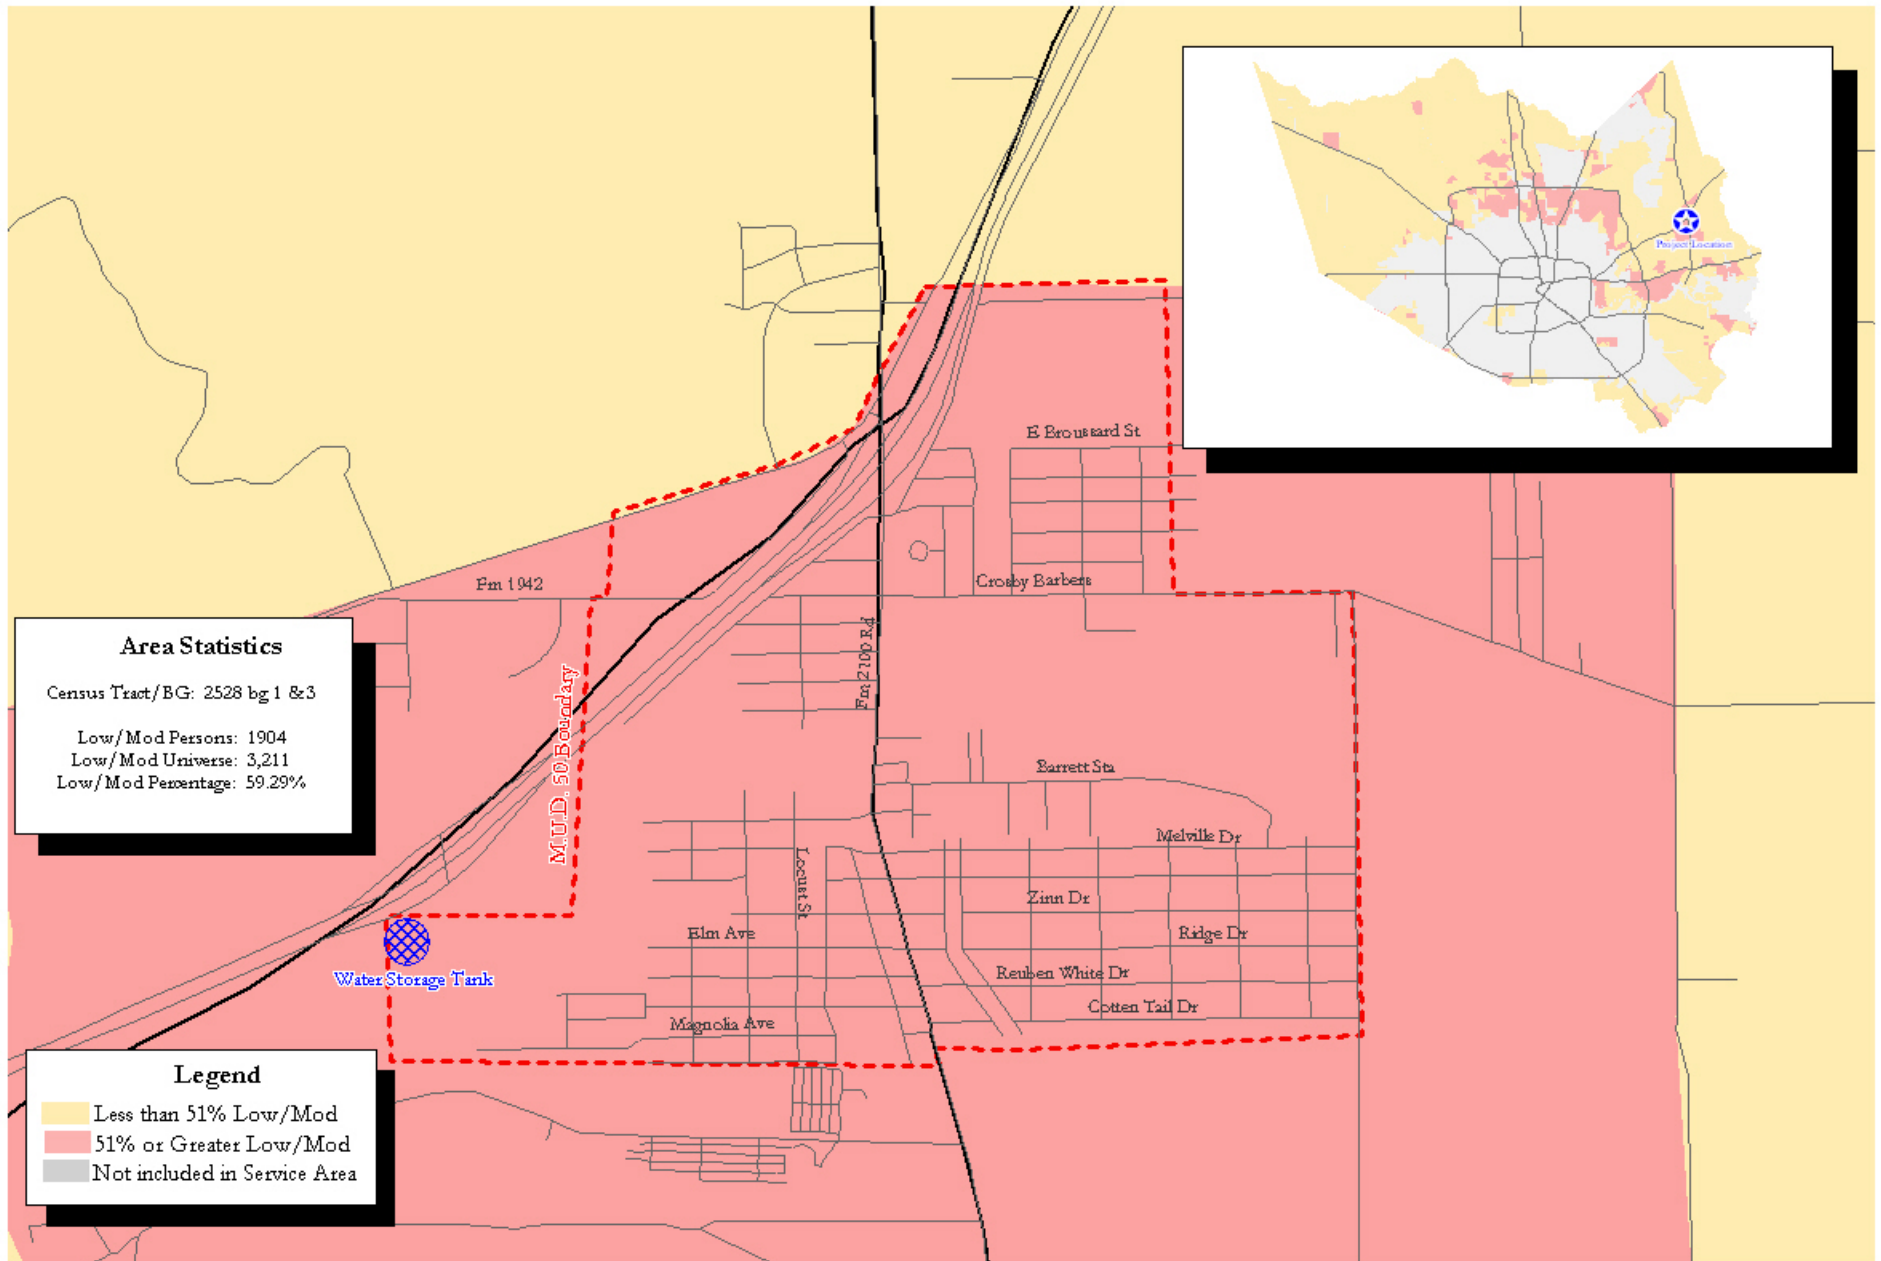 Project Location
E Broussard St
Fm 1942
Crosby Barbers
Fm 2100 Rd
Area Statistics
Census Tract/BG: 2528 bg 1 &3
Low/Mod Persons: 1904
Low/Mod Universe: 3,211
Low/Mod Percentage: 59.29%
M.U.D. 50 Boundary
Barrett Sta
Melville Dr
Locust St
Zinn Dr
Elm Ave
Ridge Dr
Water Storage Tank
Reuben White Dr
Cotten Tail Dr
Magnolia Ave
Legend
Less than 51% Low/Mod
51% or Greater Low/Mod
Not included in Service Area